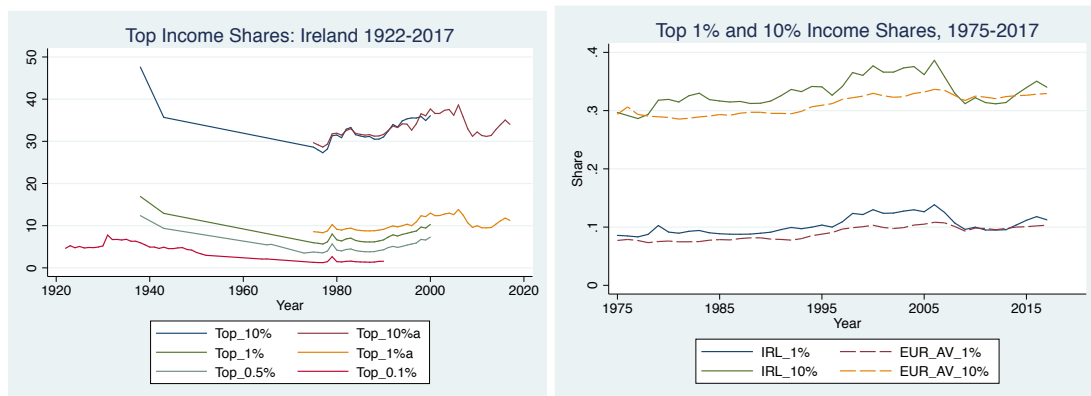 Top Income Shares: Ireland 1922-2017
50
40
30
20
10
0
1920
1940
1960
1980
2000
2020
Year
Top_10%
Top_10%a
Top_1%
Top_1%a
Top_0.5%
Top_0.1%
Top 1% and 10% Income Shares, 1975-2017
.4
.3
.2
.1
0
Share
1975
1985
1995
2005
2015
Year
IRL_1%
EUR_AV_1%
IRL_10%
EUR_AV_10%